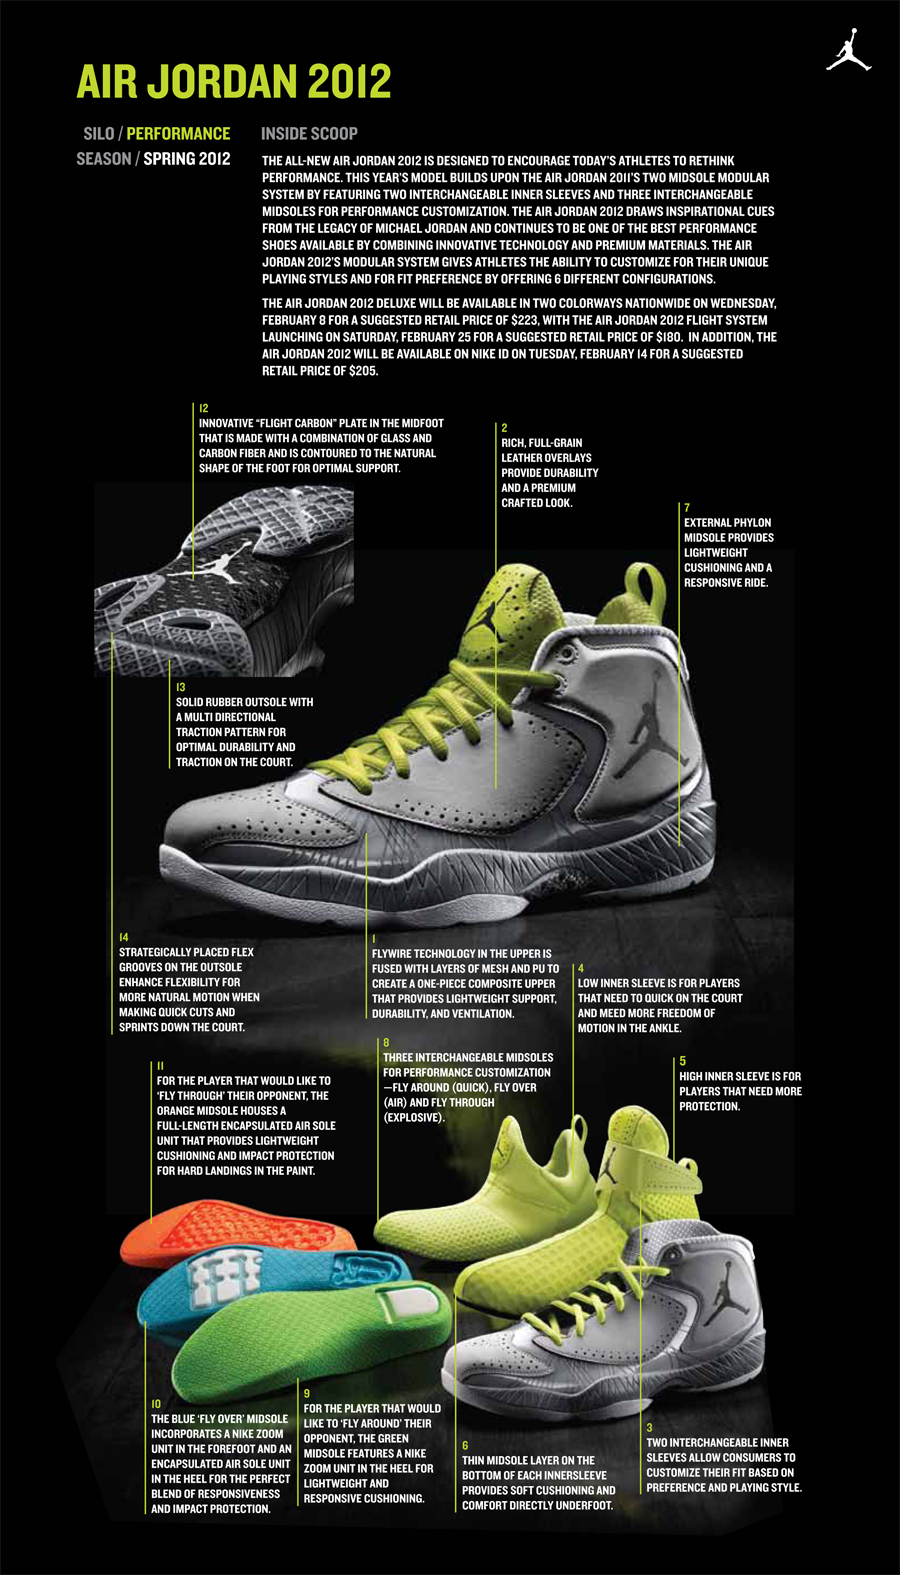 AIR JORDAN 2012
SILO / PERFORMANCE
SEASON / SPRING 2012
INSIDE SCOOP
THE ALL-NEW AIR JORDAN 2012 IS DESIGNED TO ENCOURAGE TODAY'S ATHLETES TO RETHINK
PERFORMANCE. THIS YEAR'S MODEL BUILDS UPON THE AIR JORDAN 2011'S TWO MIDSOLE MODULAR
SYSTEM BY FEATURING TWO INTERCHANGEABLE INNER SLEEVES AND THREE INTERCHANGEABLE
MIDSOLES FOR PERFORMANCE CUSTOMIZATION. THE AIR JORDAN 2012 DRAWS INSPIRATIONAL CUES
FROM THE LEGACY OF MICHAEL JORDAN AND CONTINUES TO BE ONE OF THE BEST PERFORMANCE
SHOES AVAILABLE BY COMBINING INNOVATIVE TECHNOLOGY AND PREMIUM MATERIALS. THE AIR
JORDAN 2012'S MODULAR SYSTEM GIVES ATHLETES THE ABILITY TO CUSTOMIZE FOR THEIR UNIQUE
PLAYING STYLES AND FOR FIT PREFERENCE BY OFFERING 6 DIFFERENT CONFIGURATIONS.
THE AIR JORDAN 2012 DELUXE WILL BE AVAILABLE IN TWO COLORWAYS NATIONWIDE ON WEDNESDAY,
FEBRUARY 8 FOR A SUGGESTED RETAIL PRICE OF $223, WITH THE AIR JORDAN 2012 FLIGHT SYSTEM
LAUNCHING ON SATURDAY, FEBRUARY 25 FOR A SUGGESTED RETAIL PRICE OF $180. IN ADDITION, THE
AIR JORDAN 2012 WILL BE AVAILABLE ON NIKE ID ON TUESDAY, FEBRUARY 14 FOR A SUGGESTED
RETAIL PRICE OF $205.
12
INNOVATIVE “FLIGHT CARBON” PLATE IN THE MIDFOOT
THAT IS MADE WITH A COMBINATION OF GLASS AND
CARBON FIBER AND IS CONTOURED TO THE NATURAL
SHAPE OF THE FOOT FOR OPTIMAL SUPPORT.
2
RICH, FULL-GRAIN
LEATHER OVERLAYS
PROVIDE DURABILITY
AND A PREMIUM
CRAFTED LOOK.
7
EXTERNAL PHYLON
MIDSOLE PROVIDES
LIGHTWEIGHT
CUSHIONING AND A
RESPONSIVE RIDE.
13
SOLID RUBBER OUTSOLE WITH
A MULTI DIRECTIONAL
TRACTION PATTERN FOR
OPTIMAL DURABILITY AND
TRACTION ON THE COURT.
14
STRATEGICALLY PLACED FLEX
GROOVES ON THE OUTSOLE
ENHANCE FLEXIBILITY FOR
MORE NATURAL MOTION WHEN
MAKING QUICK CUTS AND
SPRINTS DOWN THE COURT.
1
FLYWIRE TECHNOLOGY IN THE UPPER IS
FUSED WITH LAYERS OF MESH AND PU TO
CREATE A ONE-PIECE COMPOSITE UPPER
THAT PROVIDES LIGHTWEIGHT SUPPORT,
DURABILITY, AND VENTILATION.
4
LOW INNER SLEEVE IS FOR PLAYERS
THAT NEED TO QUICK ON THE COURT
AND MEED MORE FREEDOM OF
MOTION IN THE ANKLE.
8
THREE INTERCHANGEABLE MIDSOLES
FOR PERFORMANCE CUSTOMIZATION
—FLY AROUND (QUICK), FLY OVER
(AIR) AND FLY THROUGH
(EXPLOSIVE).
5
HIGH INNER SLEEVE IS FOR
PLAYERS THAT NEED MORE
PROTECTION.
11
FOR THE PLAYER THAT WOULD LIKE TO
‘FLY THROUGH’ THEIR OPPONENT, THE
ORANGE MIDSOLE HOUSES A
FULL-LENGTH ENCAPSULATED AIR SOLE
UNIT THAT PROVIDES LIGHTWEIGHT
CUSHIONING AND IMPACT PROTECTION
FOR HARD LANDINGS IN THE PAINT.
10
THE BLUE ‘FLY OVER’ MIDSOLE
INCORPORATES A NIKE ZOOM
UNIT IN THE FOREFOOT AND AN
ENCAPSULATED AIR SOLE UNIT
IN THE HEEL FOR THE PERFECT
BLEND OF RESPONSIVENESS
AND IMPACT PROTECTION.
9
FOR THE PLAYER THAT WOULD
LIKE TO ‘FLY AROUND’ THEIR
OPPONENT, THE GREEN
MIDSOLE FEATURES A NIKE
ZOOM UNIT IN THE HEEL FOR
LIGHTWEIGHT AND
RESPONSIVE CUSHIONING.
6
THIN MIDSOLE LAYER ON THE
BOTTOM OF EACH INNERSLEEVE
PROVIDES SOFT CUSHIONING AND
COMFORT DIRECTLY UNDERFOOT.
3
TWO INTERCHANGEABLE INNER
SLEEVES ALLOW CONSUMERS TO
CUSTOMIZE THEIR FIT BASED ON
PREFERENCE AND PLAYING STYLE.